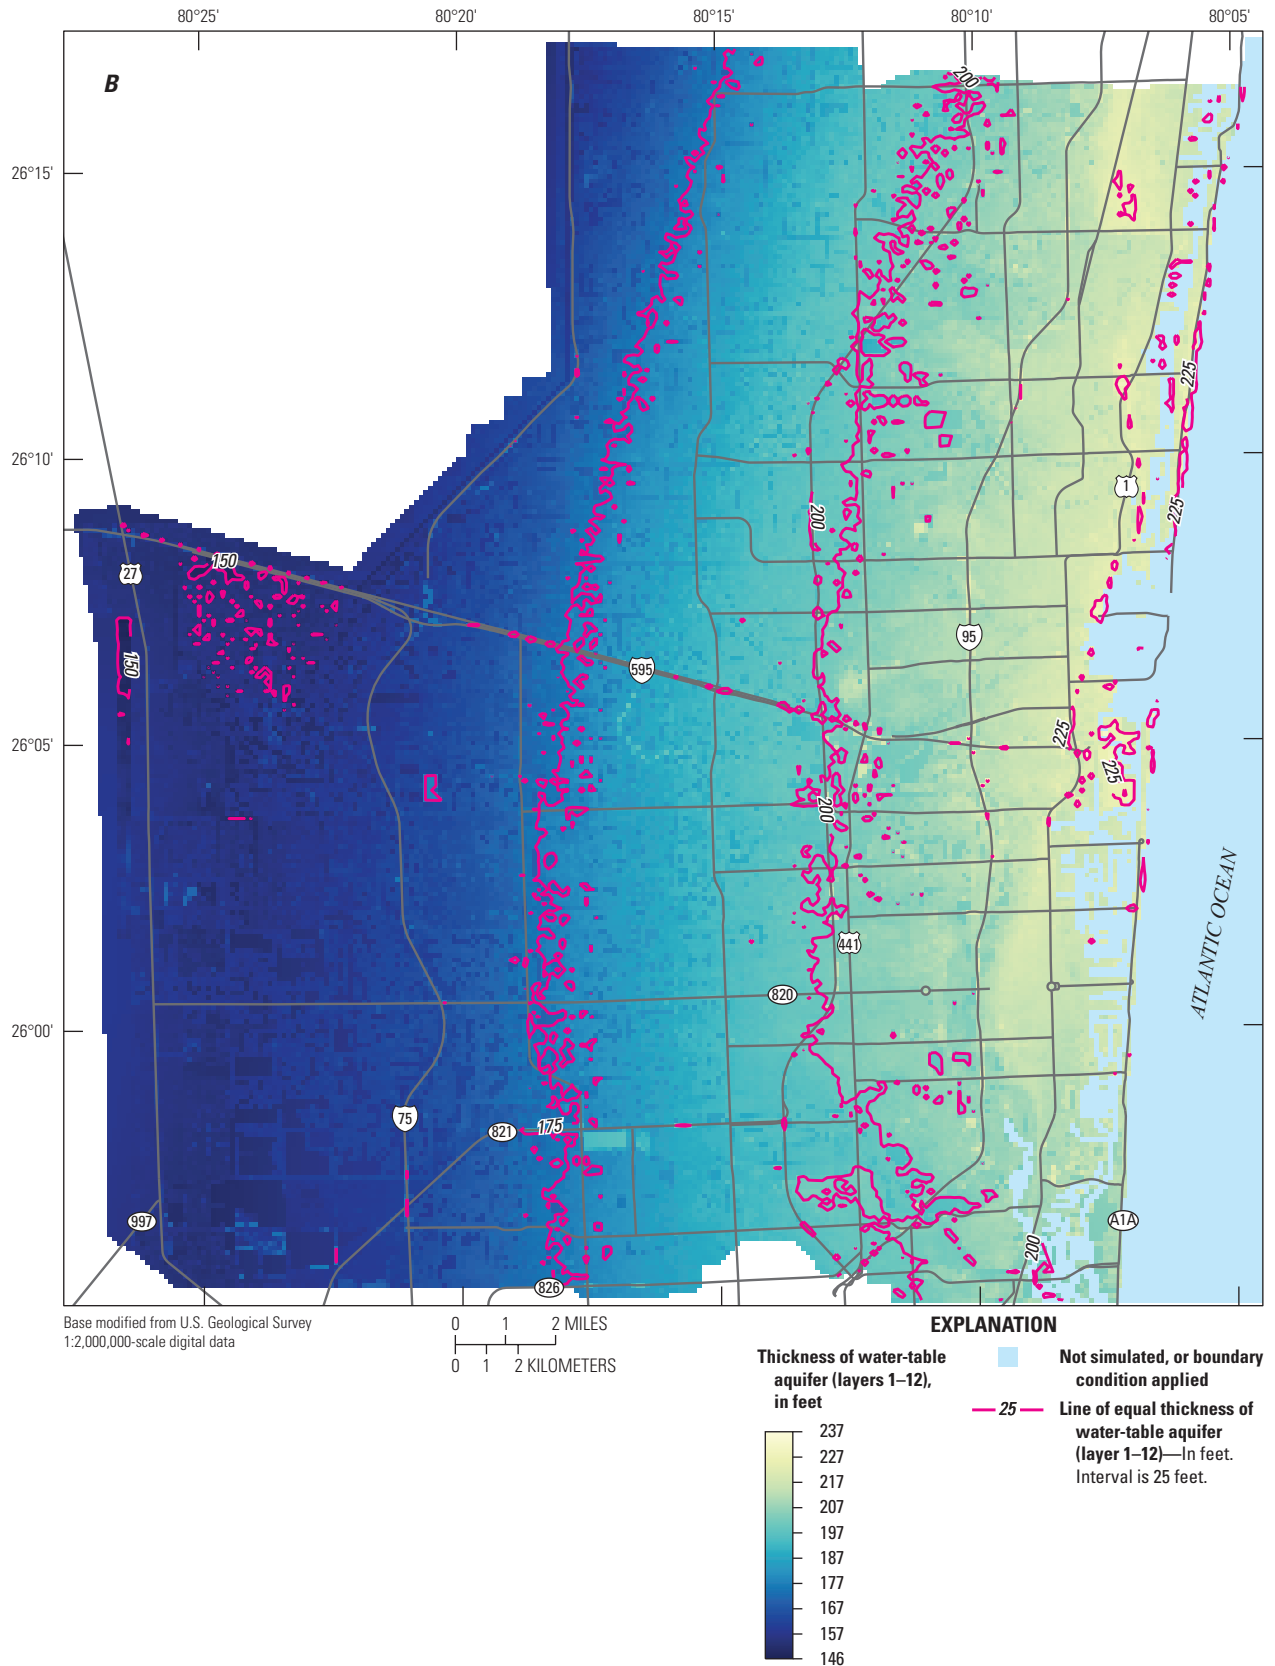 80°25' 80°20' 80°15' 80°10' 80°05'
B
200
26°15'
225
26°10'
1
200
225
150
27
95
150
595
26°05'
225
225
200
ATLANTIC OCEAN
441
820
26°00'
75
821
175
997
A1A
200
826
Base modified from U.S. Geological Survey
1:2,000,000-scale digital data
0 1 2 MILES
0 1 2 KILOMETERS
EXPLANATION
Thickness of water-table
aquifer (layers 1–12),
in feet
237
227
217
207
197
187
177
167
157
146
Not simulated, or boundary
condition applied
25
Line of equal thickness of
water-table aquifer
(layer 1–12)—In feet.
Interval is 25 feet.